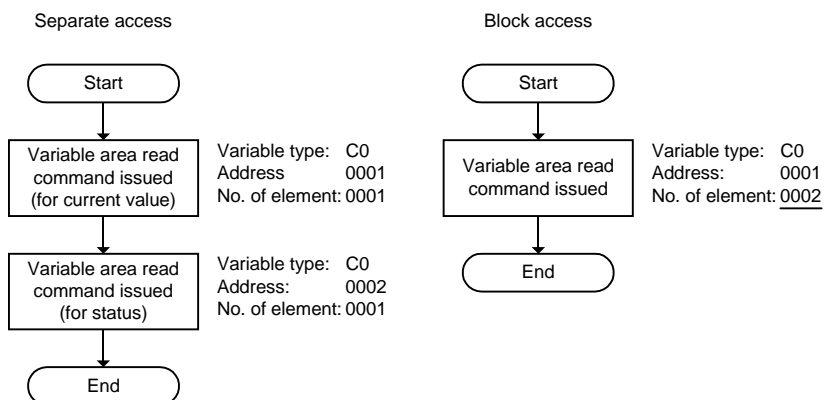 Separate access
Start
Variable area read
command issued
(for current value)
Variable type: C0
Address 0001
No. of element: 0001
Variable area read
command issued
(for status)
Variable type: C0
Address: 0002
No. of element: 0001
End
Block access
Start
Variable area read
command issued
Variable type: C0
Address: 0001
No. of element: 0002
End